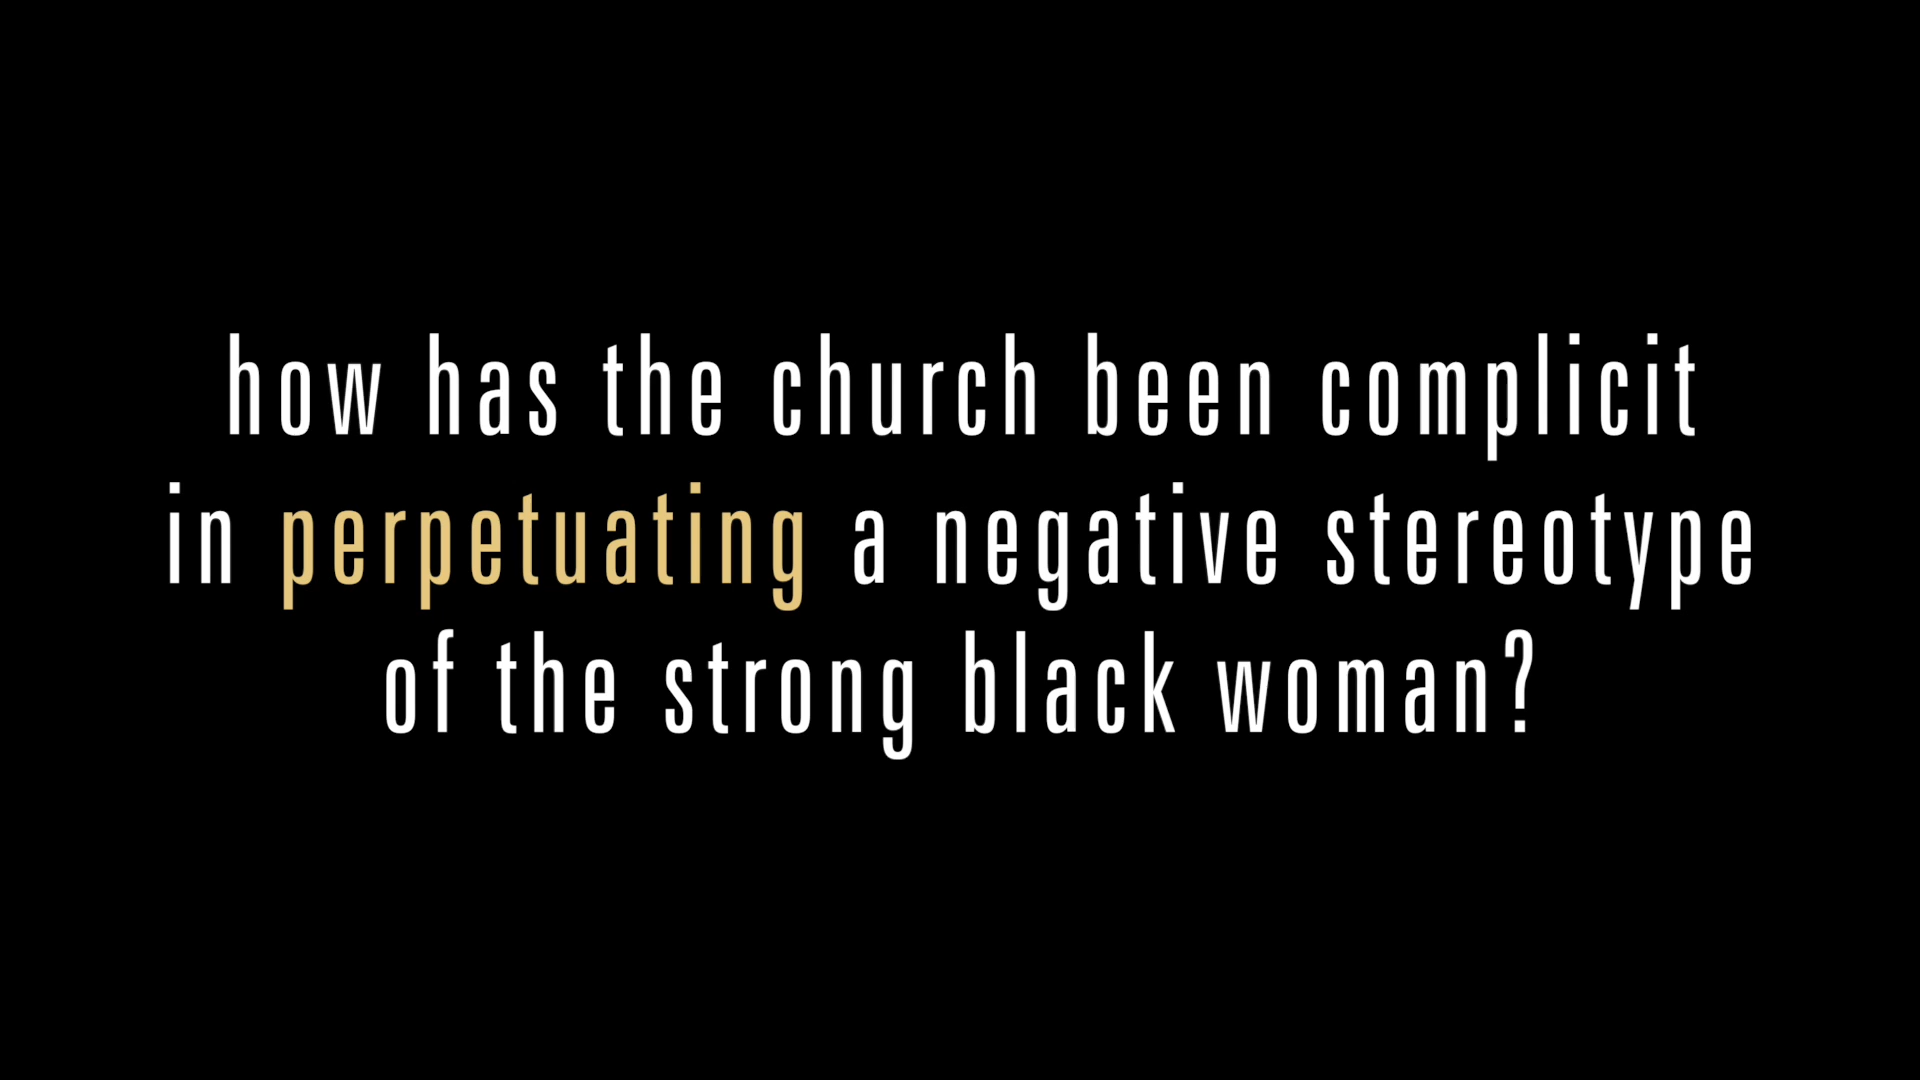 how has the church been complicit
in perpetuating a negative stereotype
of the strong black woman?